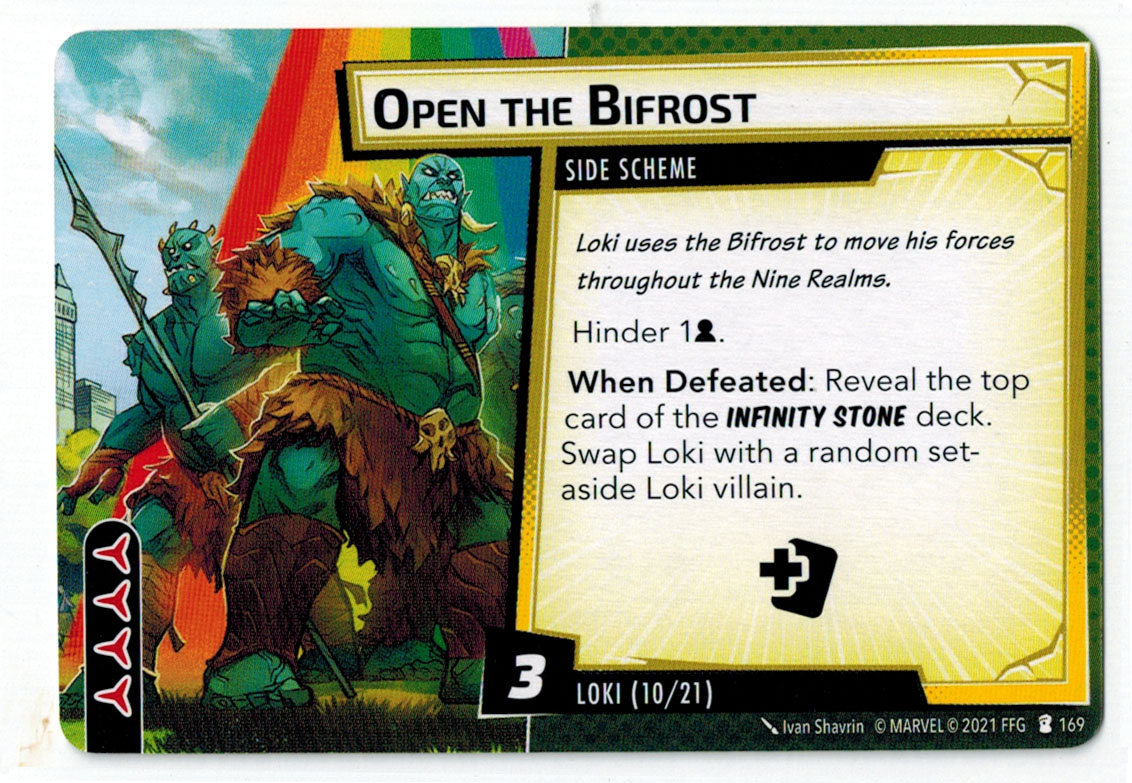 OPEN THE BIFROST
SIDE SCHEME
Loki uses the Bifrost to move his forces
throughout the Nine Realms.
Hinder 1.
When Defeated: Reveal the top
card of the INFINITY STONE deck.
Swap Loki with a random set-
aside Loki villain.
3
LOKI (10/21)
Ivan Shavrin © MARVEL © 2021 FFG 169